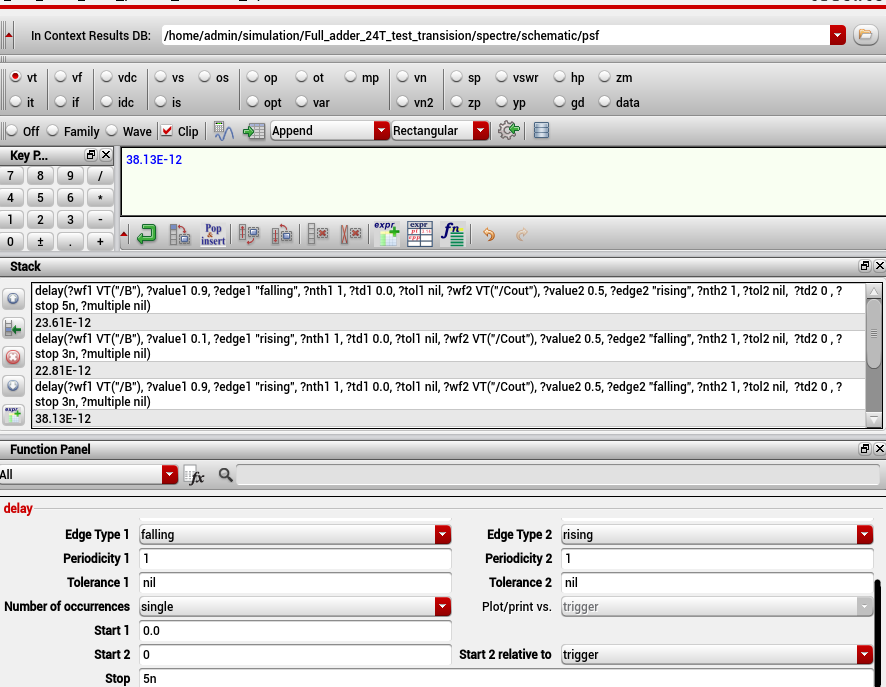 In Context Results DB: /home/admin/simulation/Full_adder_24T_test_transision/spectre/schematic/psf
vt vf vdc vs os op ot mp vn sp vswr hp zm
it if idc is opt var vn2 zp yp gd data
Off Family Wave Clip Append Rectangular
Key P...
7 8 9 /
4 5 6 *
1 2 3 -
0 ± . +
38.13E-12
Pop
insert
expr
expr
fn
Stack
delay(?wf1 VT("/B"), ?value1 0.9, ?edge1 "falling", ?nth1 1, ?td1 0.0, ?tol1 nil, ?wf2 VT("/Cout"), ?value2 0.5, ?edge2 "rising", ?nth2 1, ?tol2 nil,  ?td2 0 , ?
stop 5n, ?multiple nil)
23.61E-12
delay(?wf1 VT("/B"), ?value1 0.1, ?edge1 "rising", ?nth1 1, ?td1 0.0, ?tol1 nil, ?wf2 VT("/Cout"), ?value2 0.5, ?edge2 "falling", ?nth2 1, ?tol2 nil,  ?td2 0 , ?
stop 3n, ?multiple nil)
22.81E-12
delay(?wf1 VT("/B"), ?value1 0.9, ?edge1 "rising", ?nth1 1, ?td1 0.0, ?tol1 nil, ?wf2 VT("/Cout"), ?value2 0.5, ?edge2 "falling", ?nth2 1, ?tol2 nil,  ?td2 0 , ?
stop 3n, ?multiple nil)
38.13E-12
expr
Function Panel
All fx
delay
Edge Type 1 falling Edge Type 2 rising
Periodicity 1 1 Periodicity 2 1
Tolerance 1 nil Tolerance 2 nil
Number of occurrences single Plot/print vs. trigger
Start 1 0.0
Start 2 0 Start 2 relative to trigger
Stop 5n